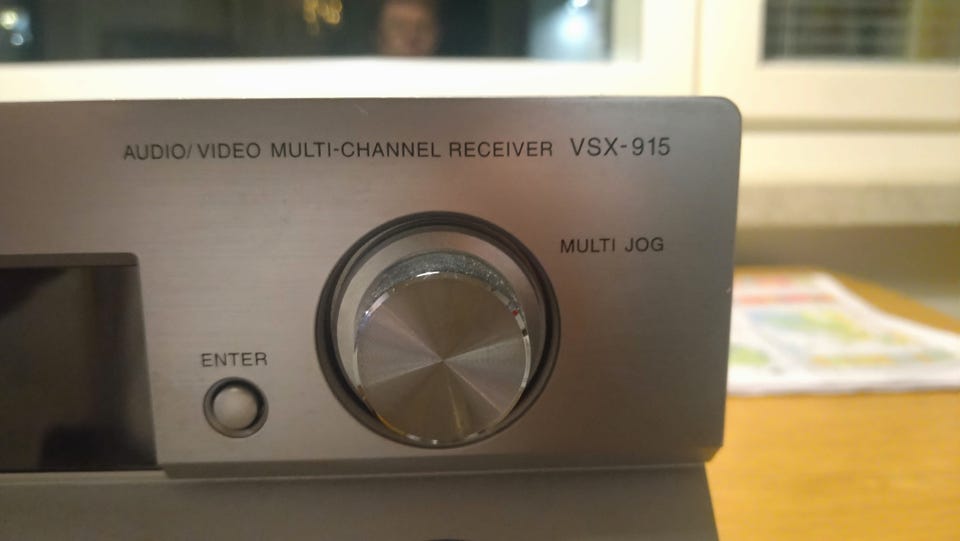 AUDIO/VIDEO MULTI-CHANNEL RECEIVER VSX-915
MULTI JOG
ENTER